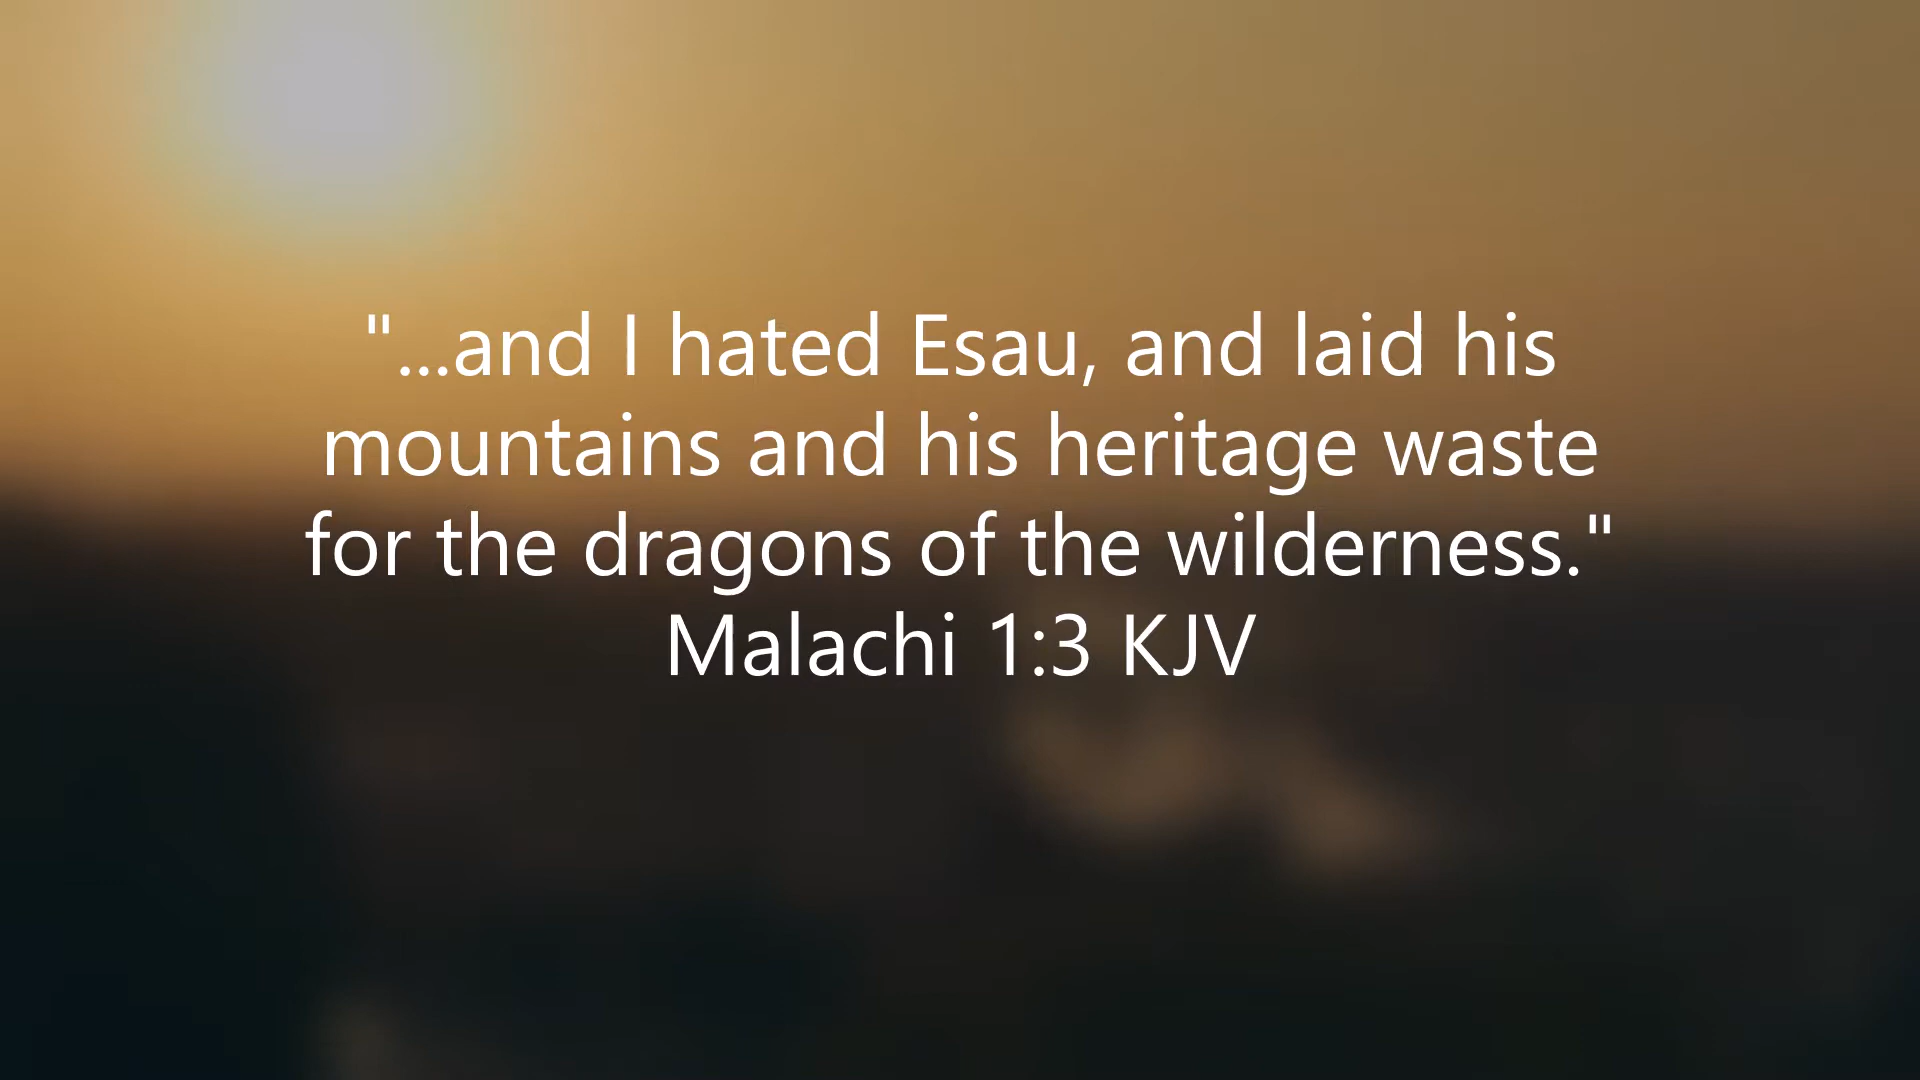 "...and I hated Esau, and laid his
mountains and his heritage waste
for the dragons of the wilderness."
Malachi 1:3 KJV